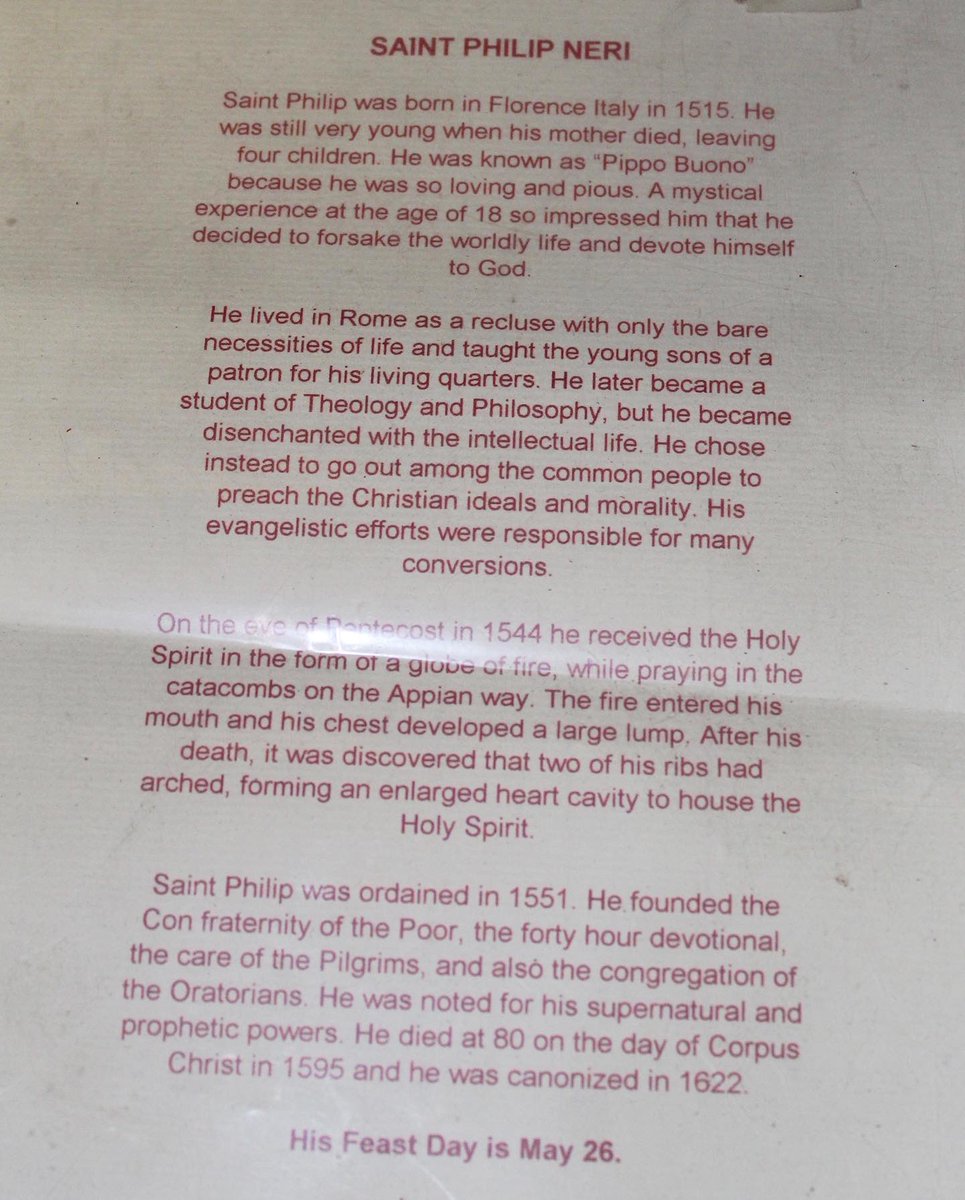 SAINT PHILIP NERI
Saint Philip was born in Florence Italy in 1515. He
was still very young when his mother died, leaving
four children. He was known as “Pippo Buono”
because he was so loving and pious. A mystical
experience at the age of 18 so impressed him that he
decided to forsake the worldly life and devote himself
to God.
He lived in Rome as a recluse with only the bare
necessities of life and taught the young sons of a
patron for his living quarters. He later became a
student of Theology and Philosophy, but he became
disenchanted with the intellectual life. He chose
instead to go out among the common people to
preach the Christian ideals and morality. His
evangelistic efforts were responsible for many
conversions.
On the eve of Pentecost in 1544 he received the Holy
Spirit in the form of a globe of fire, while praying in the
catacombs on the Appian way. The fire entered his
mouth and his chest developed a large lump. After his
death, it was discovered that two of his ribs had
arched, forming an enlarged heart cavity to house the
Holy Spirit.
Saint Philip was ordained in 1551. He founded the
Con fraternity of the Poor, the forty hour devotional,
the care of the Pilgrims, and also the congregation of
the Oratorians. He was noted for his supernatural and
prophetic powers. He died at 80 on the day of Corpus
Christ in 1595 and he was canonized in 1622.
His Feast Day is May 26.